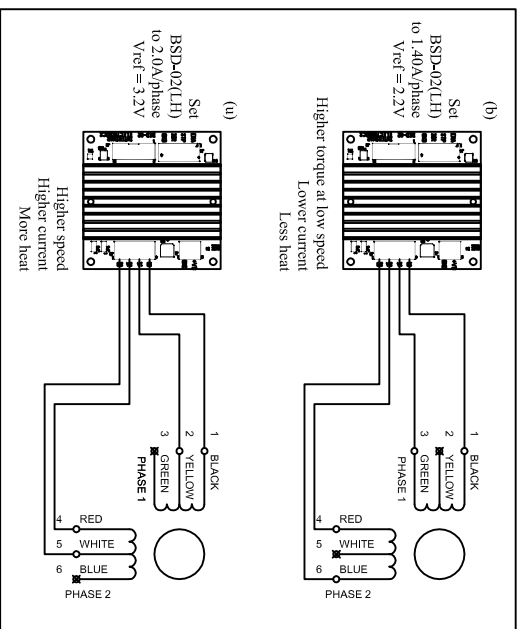 (u)
Set
BSD-02(LH)
to 2.0A/phase
Vref = 3.2V
Higher speed
Higher current
More heat
1
BLACK
2
YELLOW
3
GREEN
PHASE 1
4
RED
5
WHITE
6
BLUE
PHASE 2
(b)
Set
BSD-02(LH)
to 1.40A/phase
Vref = 2.2V
Higher torque at low speed
Lower current
Less heat
1
BLACK
2
YELLOW
3
GREEN
PHASE 1
4
RED
5
WHITE
6
BLUE
PHASE 2